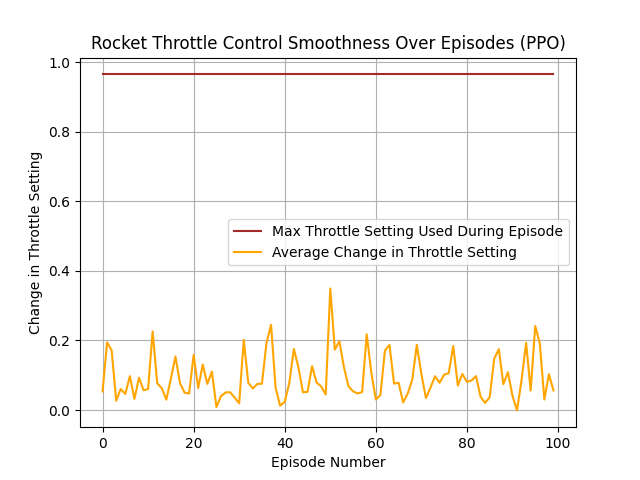 Rocket Throttle Control Smoothness Over Episodes (PPO)
1.0
0.8
0.6
0.4
0.2
0.0
Change in Throttle Setting
Max Throttle Setting Used During Episode
Average Change in Throttle Setting
0 20 40 60 80 100
Episode Number